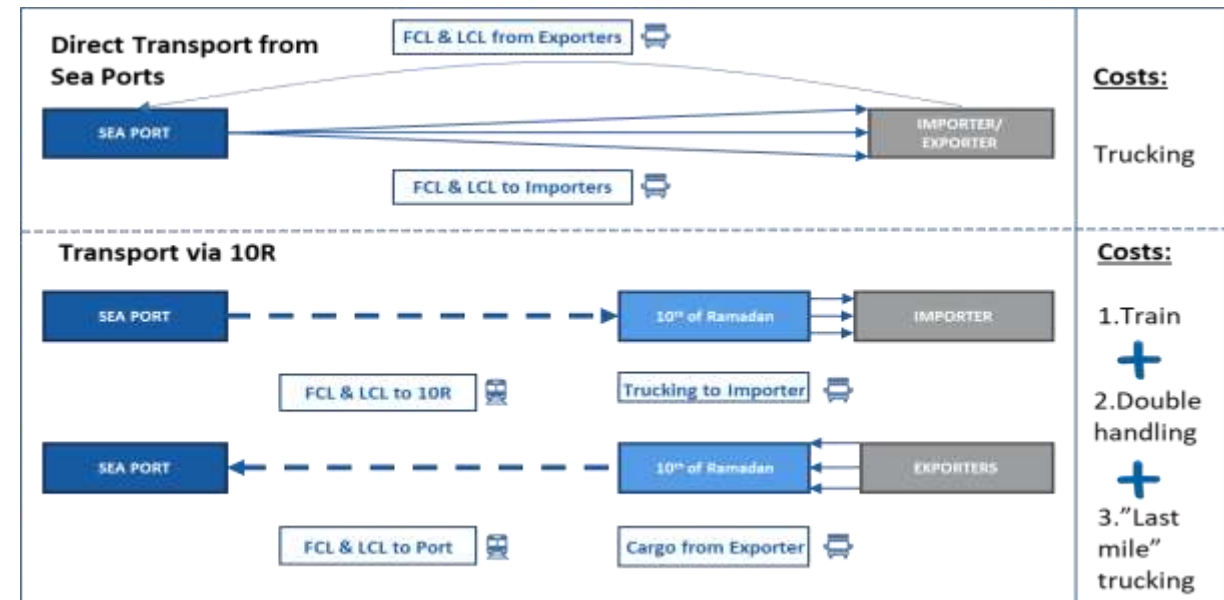 Direct Transport from
Sea Ports
FCL & LCL from Exporters
SEA PORT
IMPORTER/
EXPORTER
FCL & LCL to Importers
Costs:
Trucking
Transport via 10R
SEA PORT
10th of Ramadan
IMPORTER
FCL & LCL to 10R
Trucking to Importer
SEA PORT
10th of Ramadan
EXPORTERS
FCL & LCL to Port
Cargo from Exporter
Costs:
1.Train
+
2.Double
handling
+
3."Last
mile"
trucking